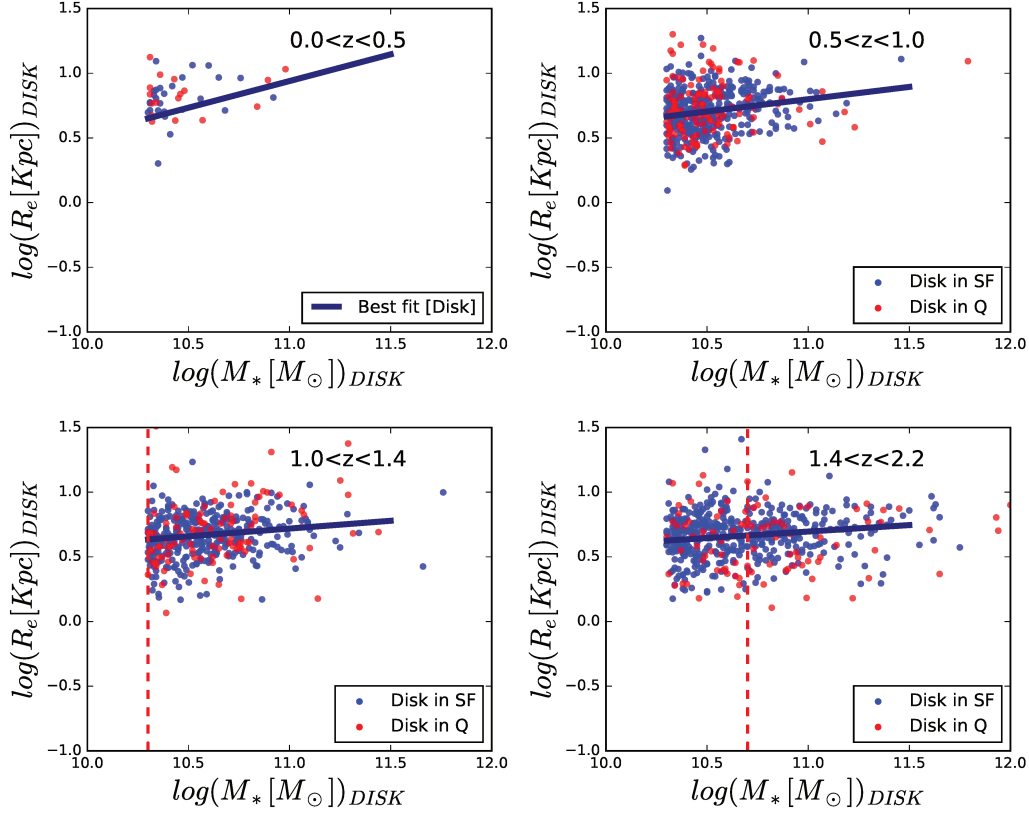 1.5
1.0
0.5
0.0
−0.5
−1.0
10.0 10.5 11.0 11.5 12.0
log(R_e[Kpc])_DISK
log(M_*[M_⊙])_DISK
0.0<z<0.5
Best fit [Disk]
1.5
1.0
0.5
0.0
−0.5
−1.0
10.0 10.5 11.0 11.5 12.0
log(R_e[Kpc])_DISK
log(M_*[M_⊙])_DISK
0.5<z<1.0
Disk in SF
Disk in Q
1.5
1.0
0.5
0.0
−0.5
−1.0
10.0 10.5 11.0 11.5 12.0
log(R_e[Kpc])_DISK
log(M_*[M_⊙])_DISK
1.0<z<1.4
Disk in SF
Disk in Q
1.5
1.0
0.5
0.0
−0.5
−1.0
10.0 10.5 11.0 11.5 12.0
log(R_e[Kpc])_DISK
log(M_*[M_⊙])_DISK
1.4<z<2.2
Disk in SF
Disk in Q